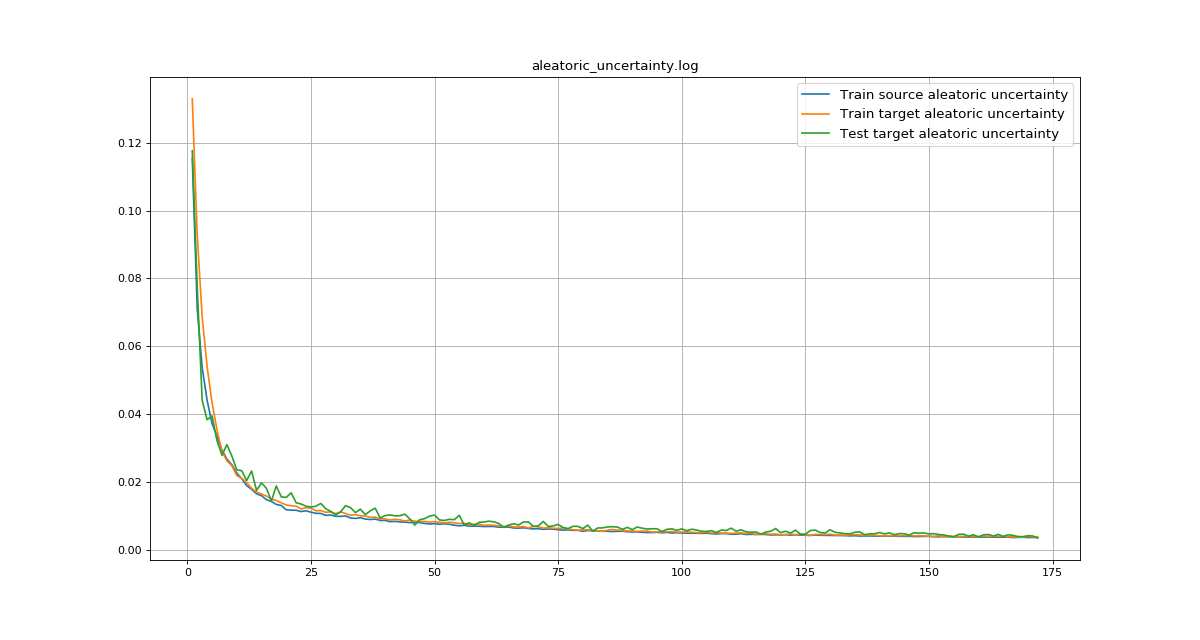 aleatoric_uncertainty.log
Train source aleatoric uncertainty
Train target aleatoric uncertainty
Test target aleatoric uncertainty
0.12
0.10
0.08
0.06
0.04
0.02
0.00
0 25 50 75 100 125 150 175